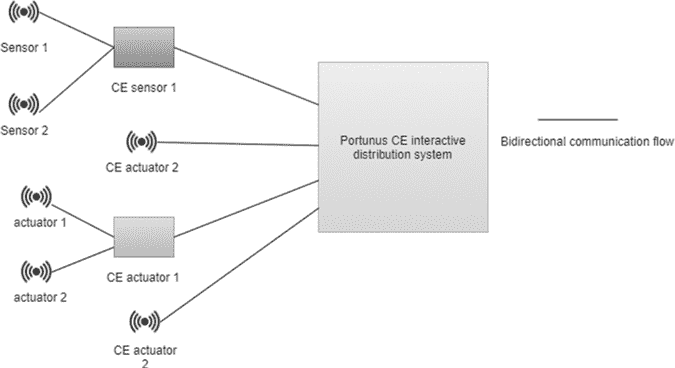 Sensor 1
CE sensor 1
Sensor 2
Portunus CE interactive
distribution system
Bidirectional communication flow
CE actuator 2
actuator 1
actuator 2
CE actuator 1
CE actuator
2